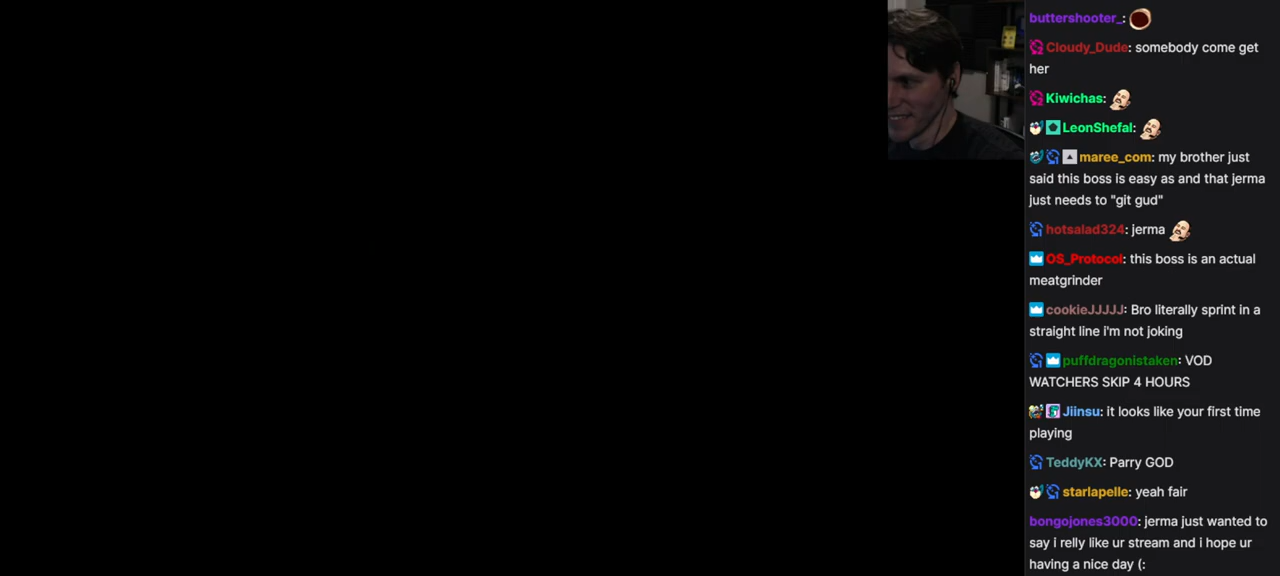 buttershooter_:
Cloudy_Dude: somebody come get
her
Kiwichas:
LeonShefal:
maree_com: my brother just
said this boss is easy as and that jerma
just needs to "git gud"
hotsalad324: jerma
OS_Protocol: this boss is an actual
meatgrinder
cookieJJJJJ: Bro literally sprint in a
straight line i'm not joking
puffdragonistaken: VOD
WATCHERS SKIP 4 HOURS
Jiinsu: it looks like your first time
playing
TeddyKX: Parry GOD
starlapelle: yeah fair
bongojones3000: jerma just wanted to
say i relly like ur stream and i hope ur
having a nice day (: